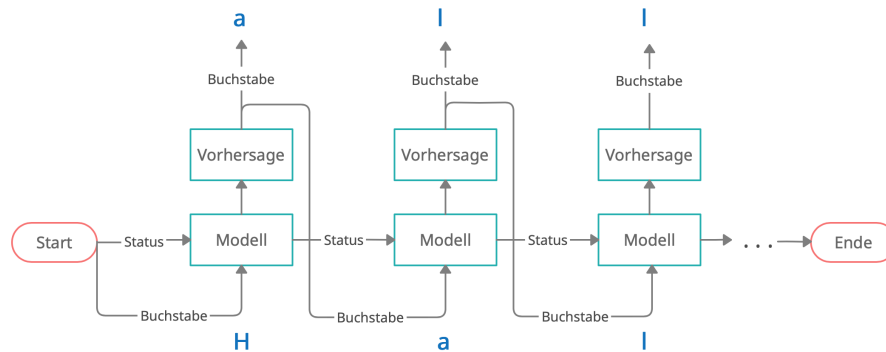 a l l
Buchstabe Buchstabe Buchstabe
Vorhersage Vorhersage Vorhersage
Start Status Modell Status Modell Status Modell ... Ende
Buchstabe Buchstabe Buchstabe
H a l